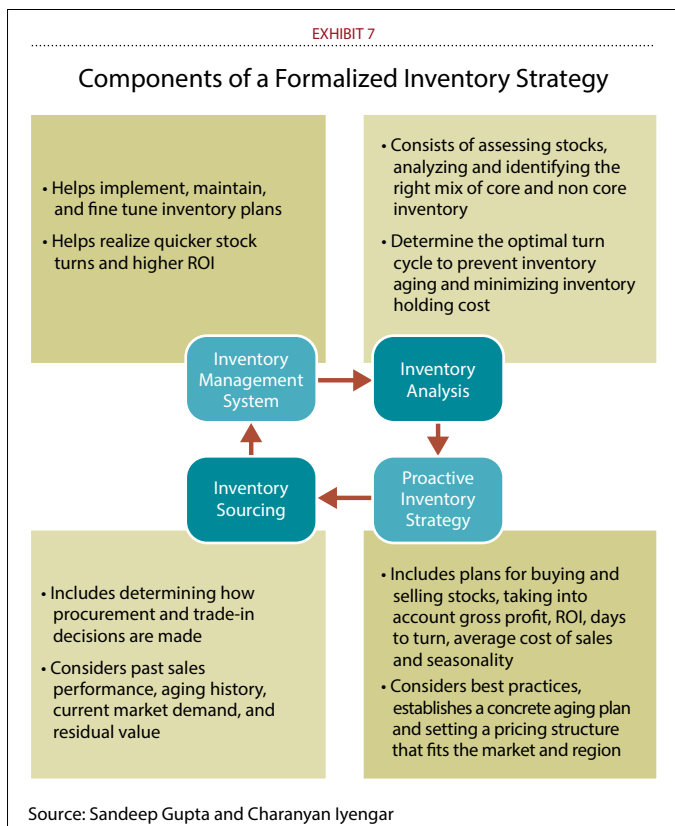 EXHIBIT 7
Components of a Formalized Inventory Strategy
• Helps implement, maintain,
and fine tune inventory plans
• Helps realize quicker stock
turns and higher ROI
• Consists of assessing stocks,
analyzing and identifying the
right mix of core and non core
inventory
• Determine the optimal turn
cycle to prevent inventory
aging and minimizing inventory
holding cost
Inventory
Management
System
Inventory
Analysis
Inventory
Sourcing
Proactive
Inventory
Strategy
• Includes determining how
procurement and trade-in
decisions are made
• Considers past sales
performance, aging history,
current market demand, and
residual value
• Includes plans for buying and
selling stocks, taking into
account gross profit, ROI, days
to turn, average cost of sales
and seasonality
• Considers best practices,
establishes a concrete aging plan
and setting a pricing structure
that fits the market and region
Source: Sandeep Gupta and Charanyan Iyengar